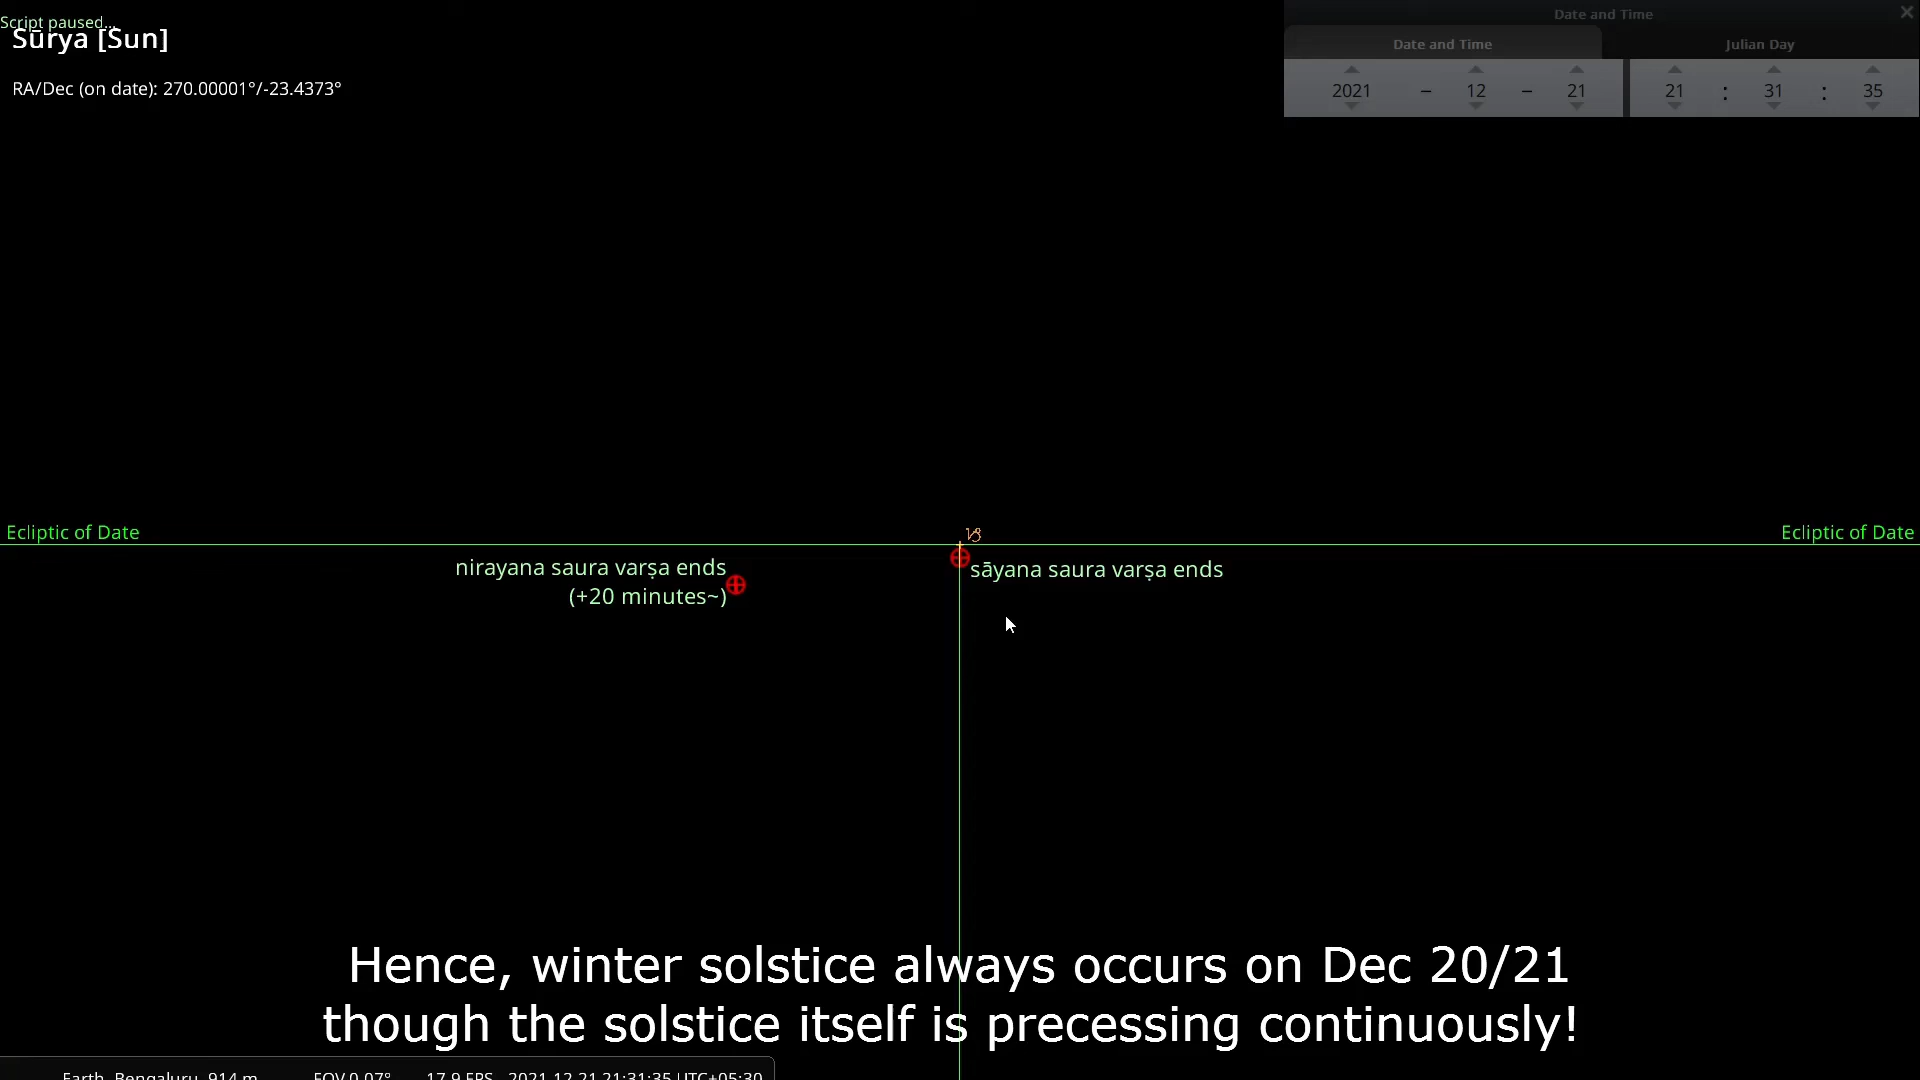 Script paused...
Sūrya [Sun]
RA/Dec (on date): 270.00001°/-23.4373°
Date and Time
Date and Time
Julian Day
2021 – 12 – 21
21 : 31 : 35
Ecliptic of Date
Ecliptic of Date
nirayana saura varṣa ends
(+20 minutes~)
sāyana saura varṣa ends
Hence, winter solstice always occurs on Dec 20/21
though the solstice itself is precessing continuously!
Earth, Bengaluru, 914 m FOV 0.07° 17.9 FPS 2021-12-21 21:31:35 UTC+05:30